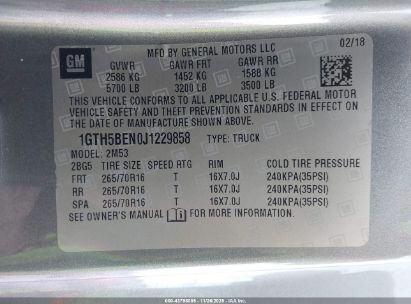 GM
MFD BY GENERAL MOTORS LLC
02/18
GVWR GAWR FRT GAWR RR
2586 KG 1452 KG 1588 KG
5700 LB 3200 LB 3500 LB
THIS VEHICLE CONFORMS TO ALL APPLICABLE U.S. FEDERAL MOTOR
VEHICLE SAFETY AND THEFT PREVENTION STANDARDS IN EFFECT ON
THE DATE OF MANUFACTURE SHOWN ABOVE.
1GTH5BEN0J1229858 TYPE: TRUCK
MODEL: 2M53
2BG5 TIRE SIZE SPEED RTG RIM COLD TIRE PRESSURE
FRT 265/70R16 T 16X7.0J 240KPA(35PSI)
RR 265/70R16 T 16X7.0J 240KPA(35PSI)
SPA 265/70R16 T 16X7.0J 240KPA(35PSI)
SEE OWNER'S MANUAL FOR MORE INFORMATION.